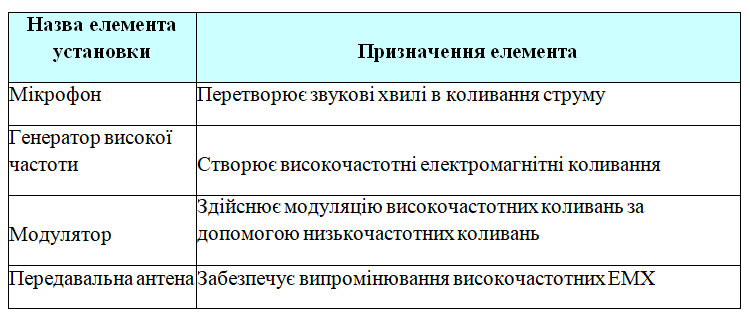 Назва елемента
установки
Призначення елемента
Мікрофон
Перетворює звукові хвилі в коливання струму
Генератор високої
частоти
Створює високочастотні електромагнітні коливання
Модулятор
Здійснює модуляцію високочастотних коливань за
допомогою низькочастотних коливань
Передавальна антена
Забезпечує випромінювання високочастотних ЕМХ